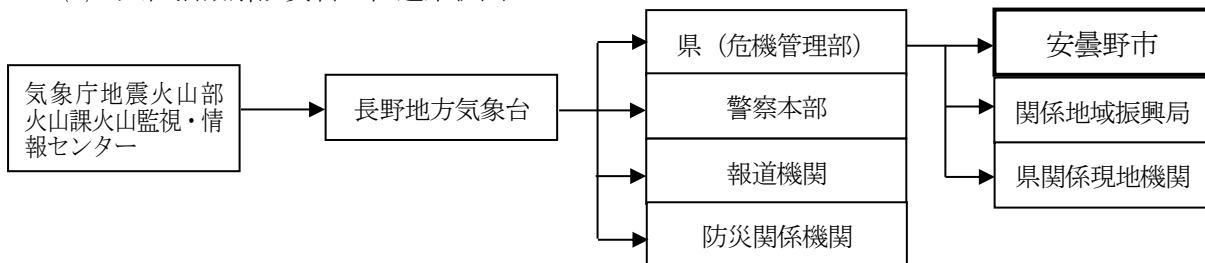 県（危機管理部）
安曇野市
気象庁地震火山部
火山課火山監視・情
報センター
長野地方気象台
警察本部
関係地域振興局
報道機関
県関係現地機関
防災関係機関